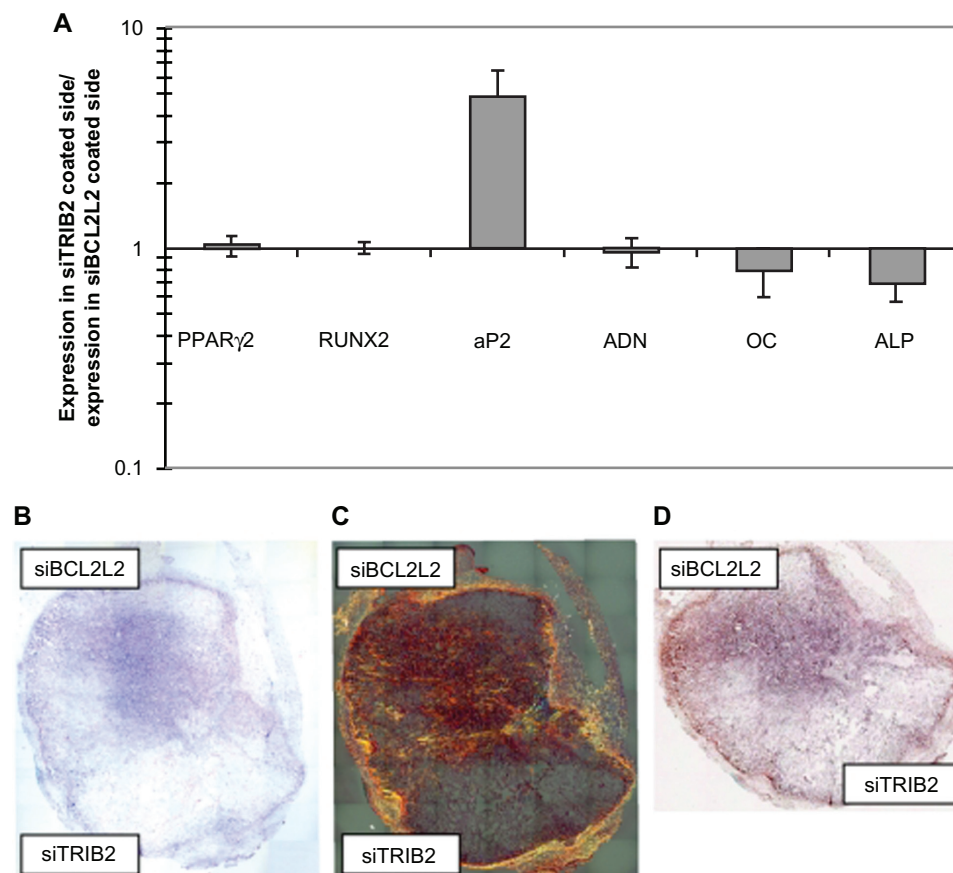 A
Expression in siTRIB2 coated side/
expression in siBCL2L2 coated side
10
1
0.1
PPARγ2 RUNX2 aP2 ADN OC ALP
B
siBCL2L2
siTRIB2
C
siBCL2L2
siTRIB2
D
siBCL2L2
siTRIB2